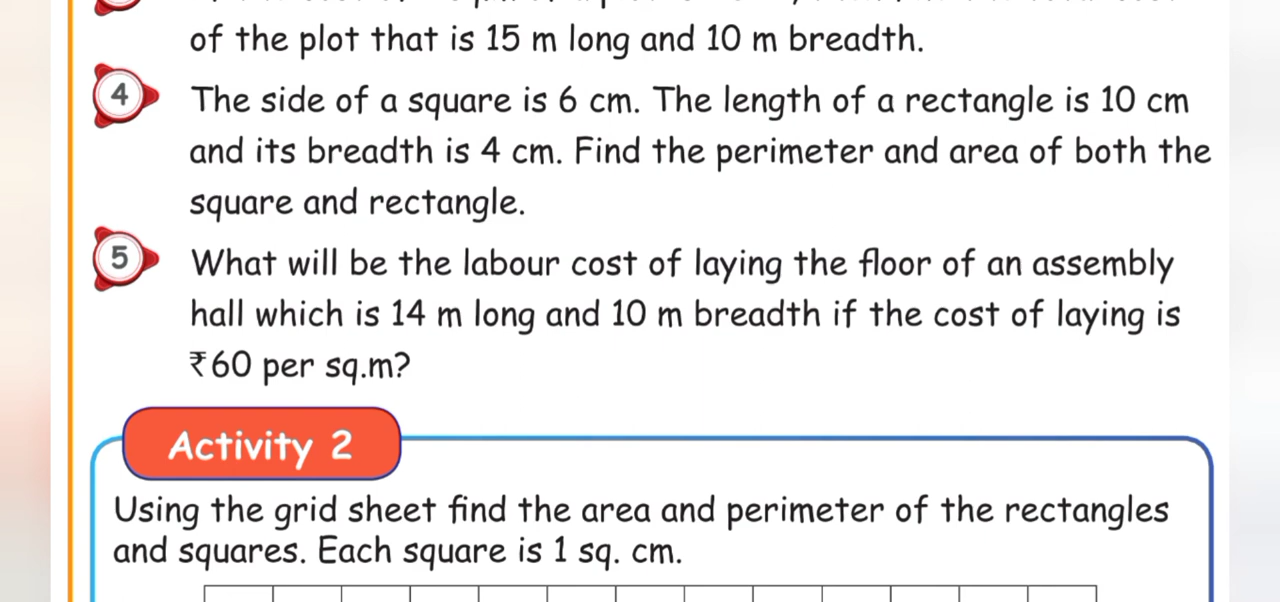 of the plot that is 15 m long and 10 m breadth.
4 The side of a square is 6 cm. The length of a rectangle is 10 cm
and its breadth is 4 cm. Find the perimeter and area of both the
square and rectangle.
5 What will be the labour cost of laying the floor of an assembly
hall which is 14 m long and 10 m breadth if the cost of laying is
₹60 per sq.m?
Activity 2
Using the grid sheet find the area and perimeter of the rectangles
and squares. Each square is 1 sq. cm.